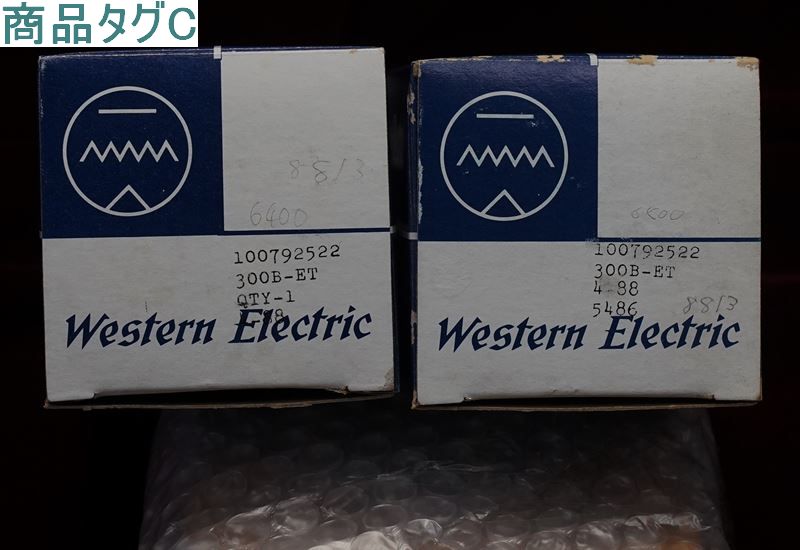 商品タグC
8813
6400
100792522
300B-ET
QTY-1
Western Electric
6800
100792522
300B-ET
4-88
5486
8813
Western Electric